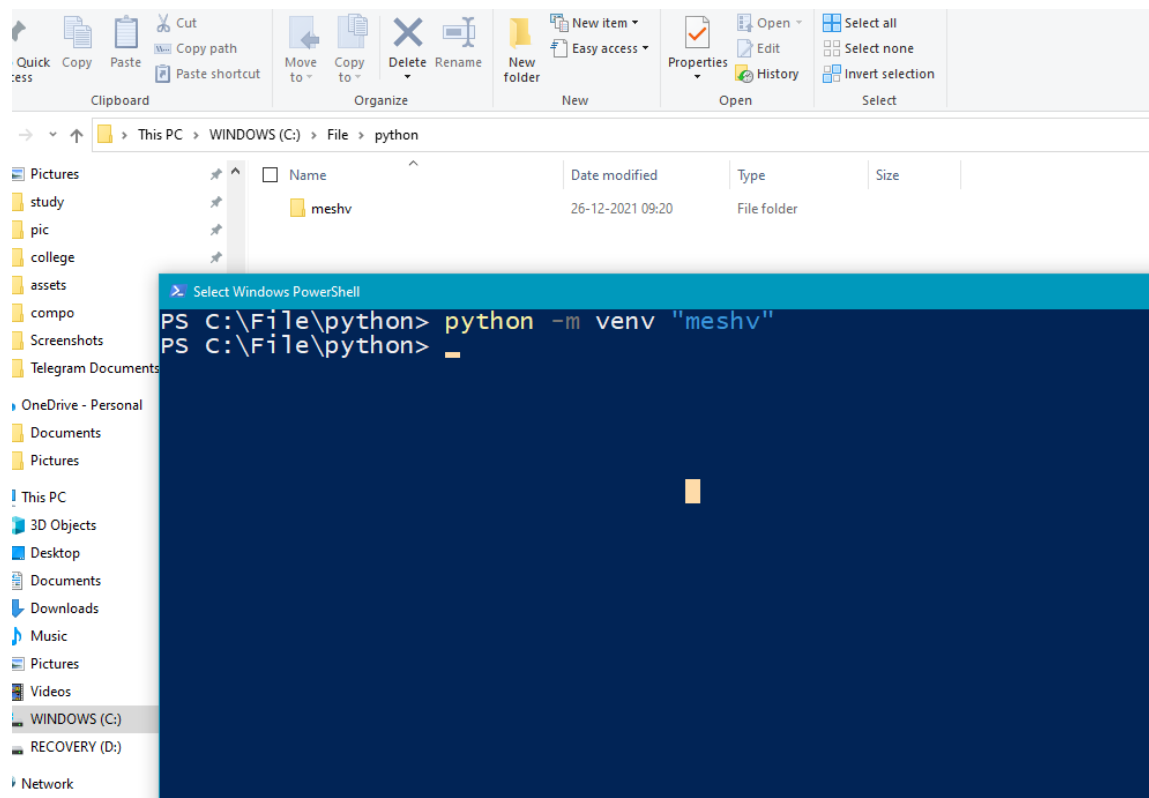 Cut
Copy path
Paste shortcut
Quick
Copy
Paste
Move to
Copy to
Delete
Rename
New folder
New item
Easy access
Properties
Open
Edit
History
Select all
Select none
Invert selection
Clipboard
Organize
New
Open
Select
This PC > WINDOWS (C:) > File > python
Name Date modified Type Size
meshv 26-12-2021 09:20 File folder
Pictures
study
pic
college
assets
compo
Screenshots
Telegram Documents
OneDrive - Personal
Documents
Pictures
This PC
3D Objects
Desktop
Documents
Downloads
Music
Pictures
Videos
WINDOWS (C:)
RECOVERY (D:)
Network
Select Windows PowerShell
PS C:\File\python> python -m venv "meshv"
PS C:\File\python>